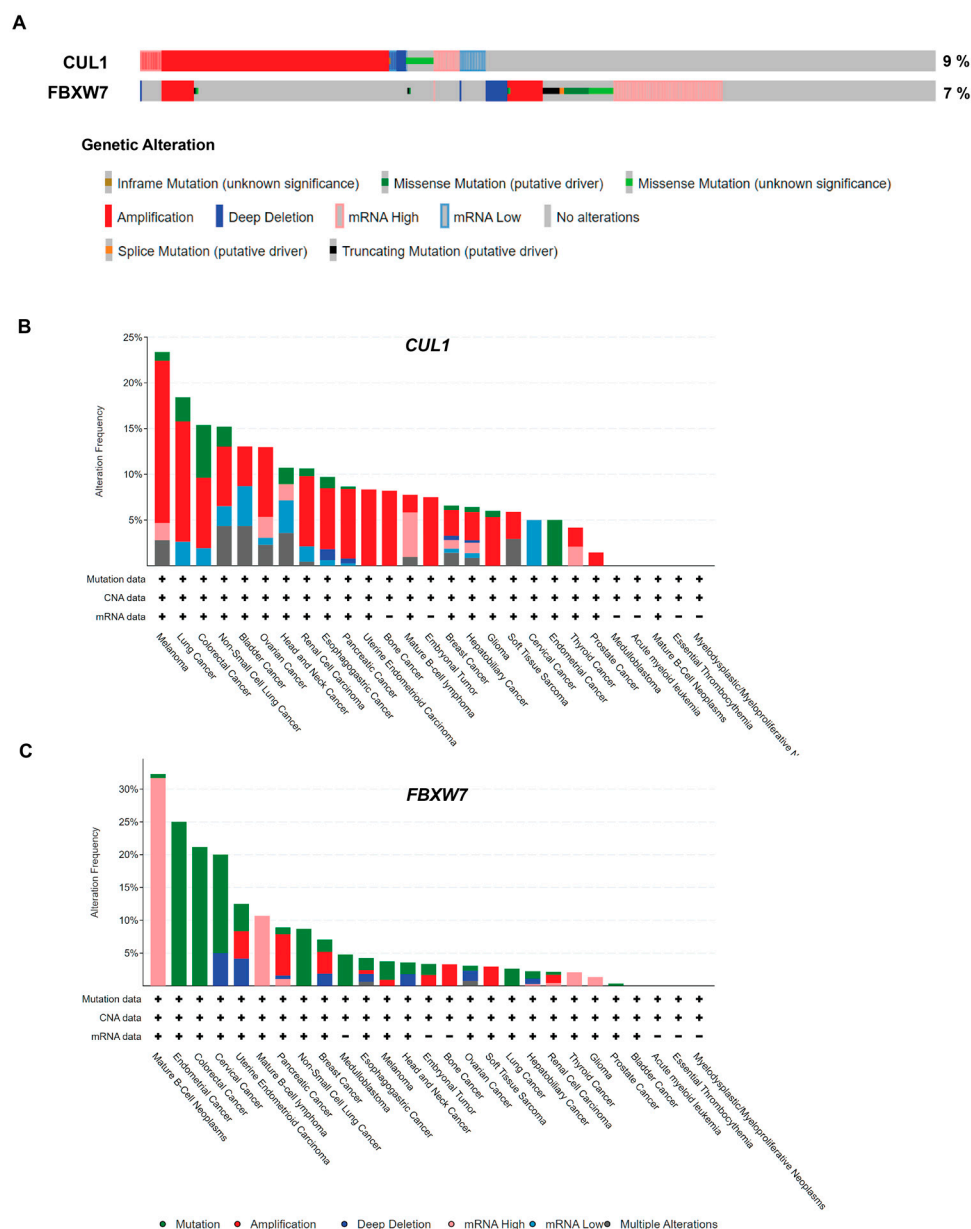 A
CUL1 9 %
FBXW7 7 %
Genetic Alteration
Inframe Mutation (unknown significance) Missense Mutation (putative driver) Missense Mutation (unknown significance)
Amplification Deep Deletion mRNA High mRNA Low No alterations
Splice Mutation (putative driver) Truncating Mutation (putative driver)
B
CUL1
25%
20%
15%
10%
5%
Alteration Frequency
Mutation data + + + + + + + + + + + + + + + + + + + + + + + + + + +
CNA data + + + + + + + + + + + + + + + + + + + + + + + + + + +
mRNA data + + + + + + + + + + + − + − + + + + + + + + − − + − −
Melanoma
Lung Cancer
Colorectal Cancer
Non-Small Cell Lung Cancer
Bladder Cancer
Ovarian Cancer
Head and Neck Cancer
Renal Cell Carcinoma
Esophagogastric Cancer
Pancreatic Cancer
Uterine Endometrioid Carcinoma
Bone Cancer
Mature B-cell lymphoma
Embryonal Tumor
Breast Cancer
Hepatobiliary Cancer
Glioma
Soft Tissue Sarcoma
Cervical Cancer
Endometrial Cancer
Thyroid Cancer
Prostate Cancer
Medulloblastoma
Acute myeloid leukemia
Mature B-Cell Neoplasms
Essential Thrombocythemia
Myelodysplastic/Myeloproliferative N
C
FBXW7
30%
25%
20%
15%
10%
5%
Alteration Frequency
Mutation data + + + + + + + + + + + + + + + + + + + + + + + + + + +
CNA data + + + + + + + + + + + + + + + + + + + + + + + + + + +
mRNA data + + + + + + + + + − + + + − − + + + + + + + + + − − −
Mature B-Cell Neoplasms
Endometrial Cancer
Colorectal Cancer
Cervical Cancer
Uterine Endometrioid Carcinoma
Mature B-cell lymphoma
Pancreatic Cancer
Non-Small Cell Lung Cancer
Breast Cancer
Medulloblastoma
Esophagogastric Cancer
Melanoma
Head and Neck Cancer
Embryonal Tumor
Bone Cancer
Ovarian Cancer
Soft Tissue Sarcoma
Lung Cancer
Hepatobiliary Cancer
Renal Cell Carcinoma
Thyroid Cancer
Glioma
Prostate Cancer
Bladder Cancer
Acute myeloid leukemia
Essential Thrombocythemia
Myelodysplastic/Myeloproliferative Neoplasms
Mutation Amplification Deep Deletion mRNA High mRNA Low Multiple Alterations